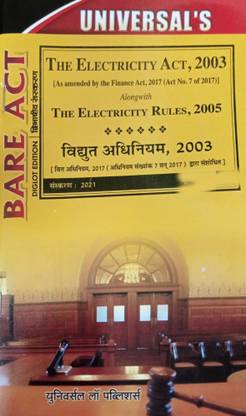 UNIVERSAL'S
BARE ACT
DIGLOT EDITION | द्विभाषीय संस्करण
THE ELECTRICITY ACT, 2003
[As amended by the Finance Act, 2017 (Act No. 7 of 2017)]
Alongwith
THE ELECTRICITY RULES, 2005
विद्युत अधिनियम, 2003
[ वित्त अधिनियम, 2017 ( अधिनियम संख्यांक 7 सन् 2017 ) द्वारा संशोधित ]
संस्करण : 2021
यूनिवर्सल लॉ पब्लिशर्स